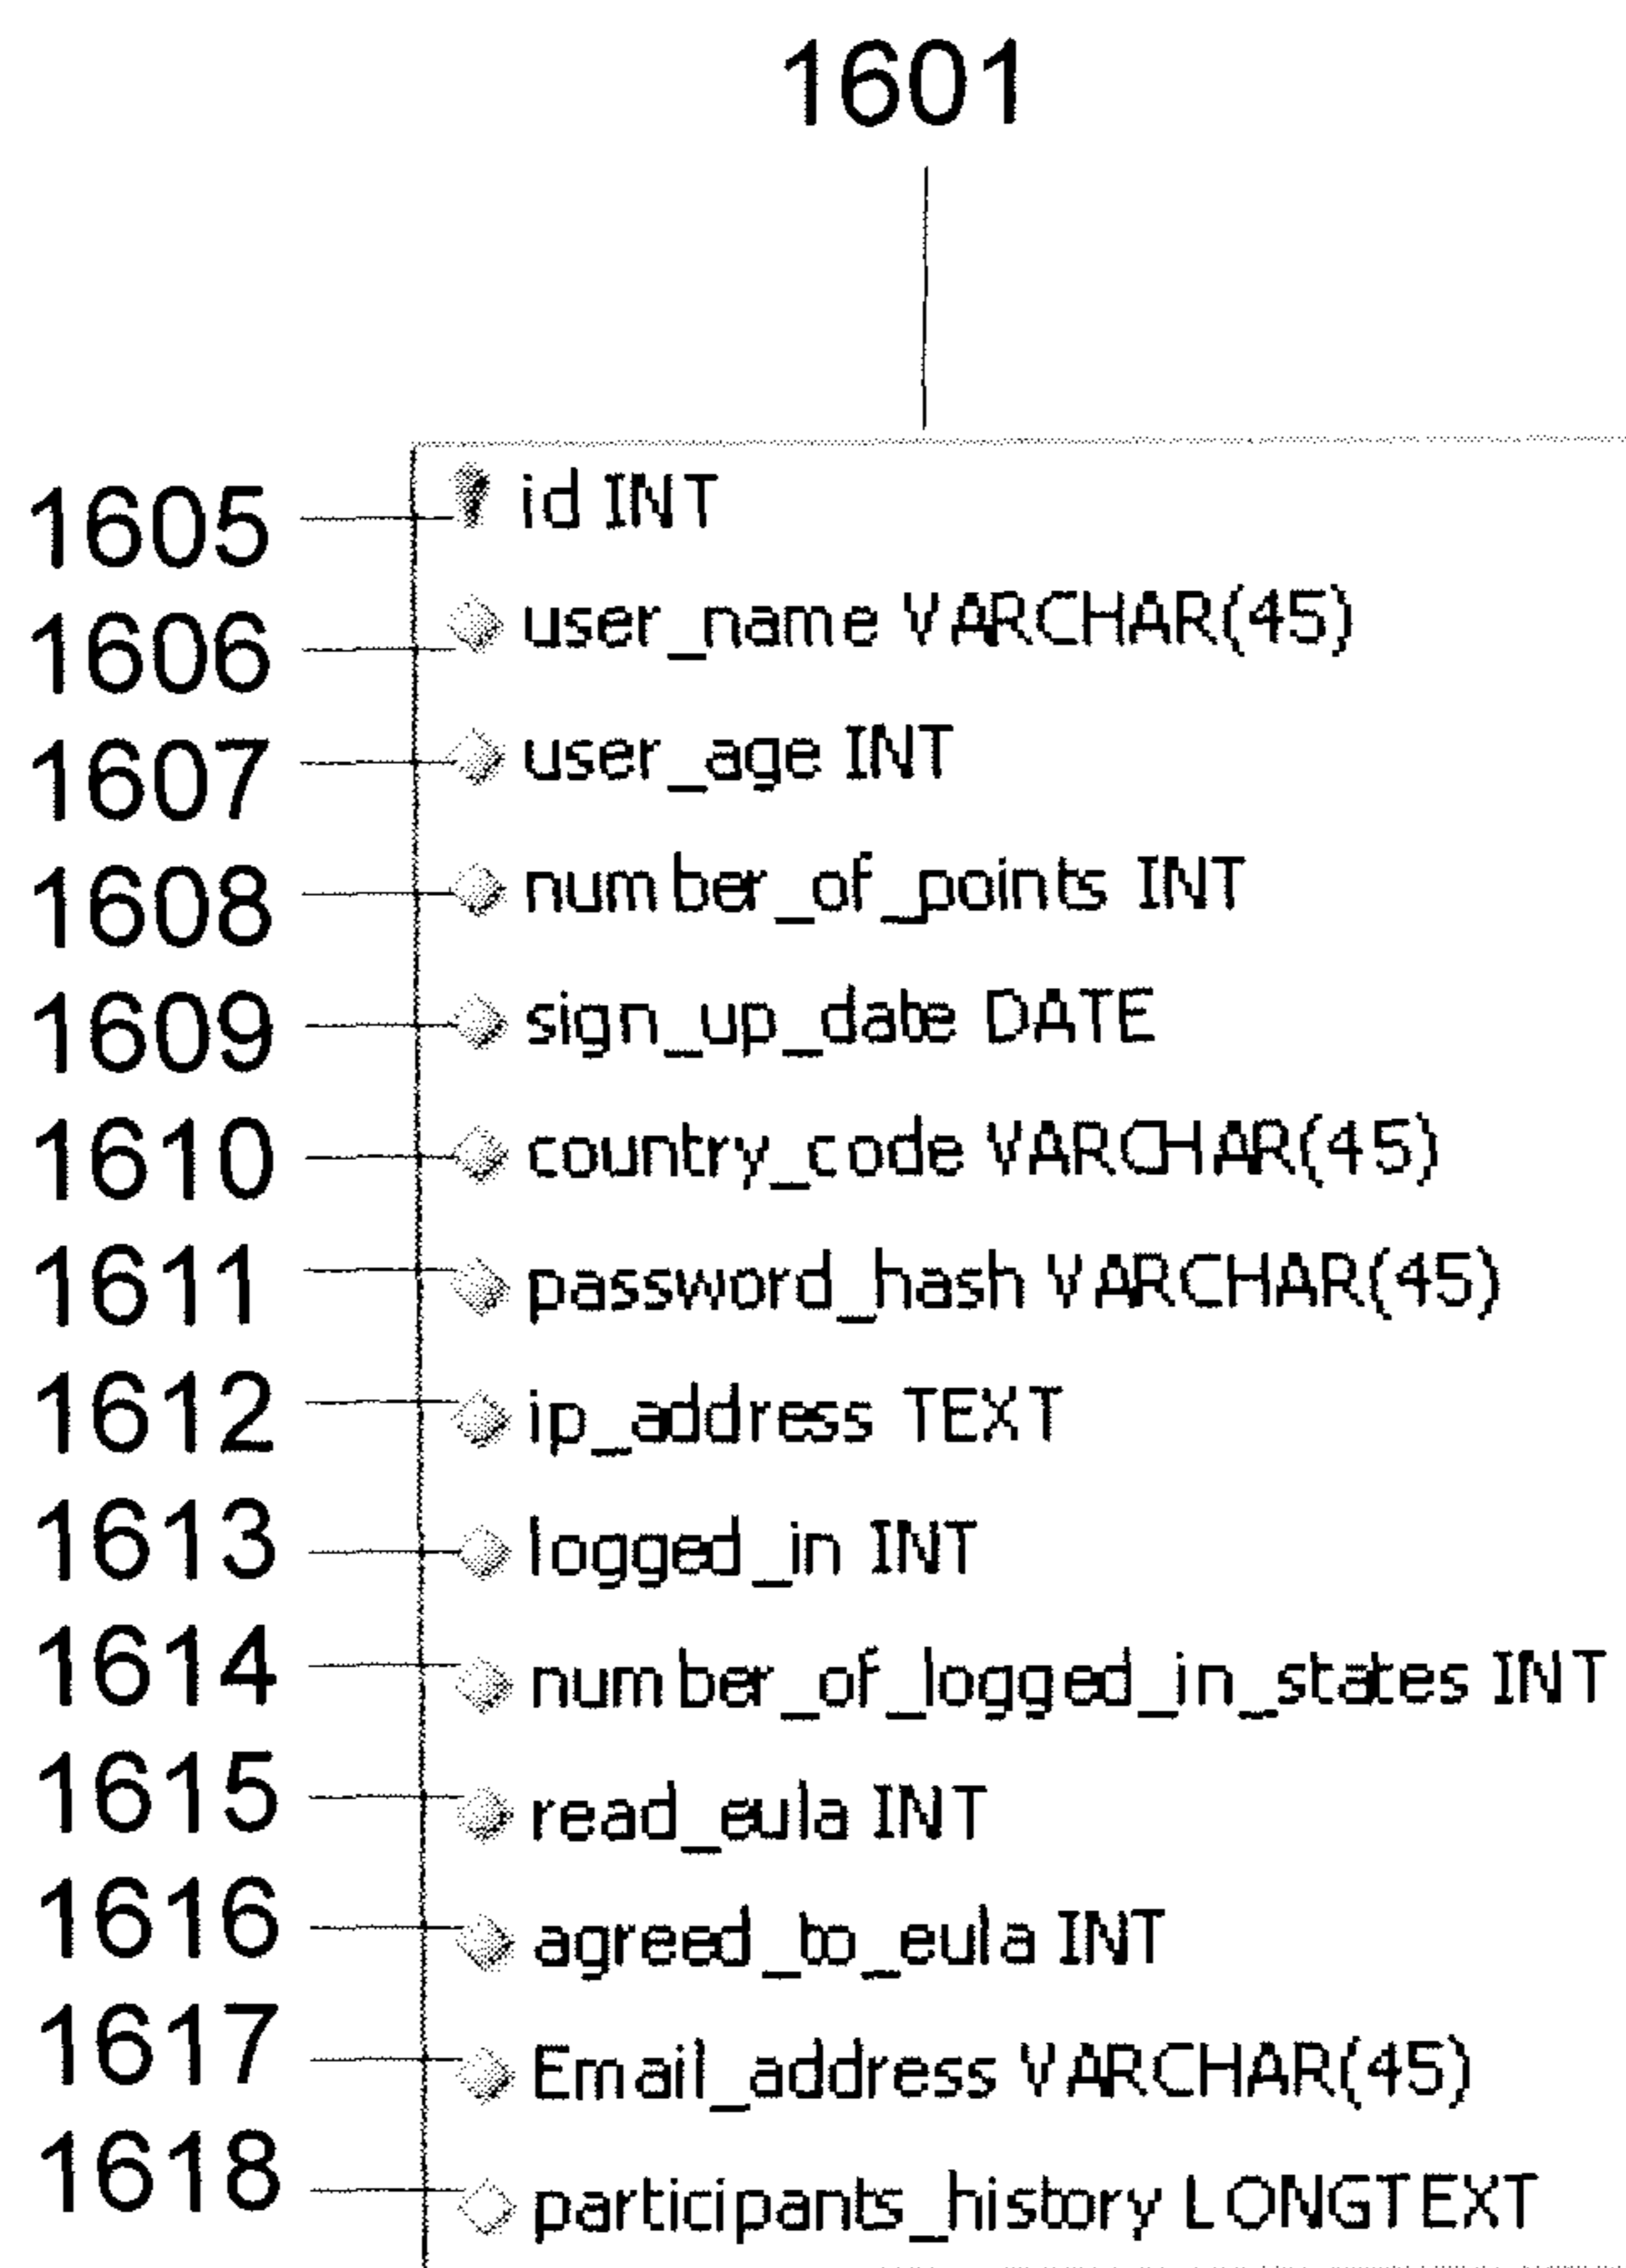 1601
1605 id INT
1606 user_name VARCHAR(45)
1607 user_age INT
1608 number_of_points INT
1609 sign_up_date DATE
1610 country_code VARCHAR(45)
1611 password_hash VARCHAR(45)
1612 ip_address TEXT
1613 logged_in INT
1614 number_of_logged_in_states INT
1615 read_eula INT
1616 agreed_to_eula INT
1617 Email_address VARCHAR(45)
1618 participants_history LONGTEXT